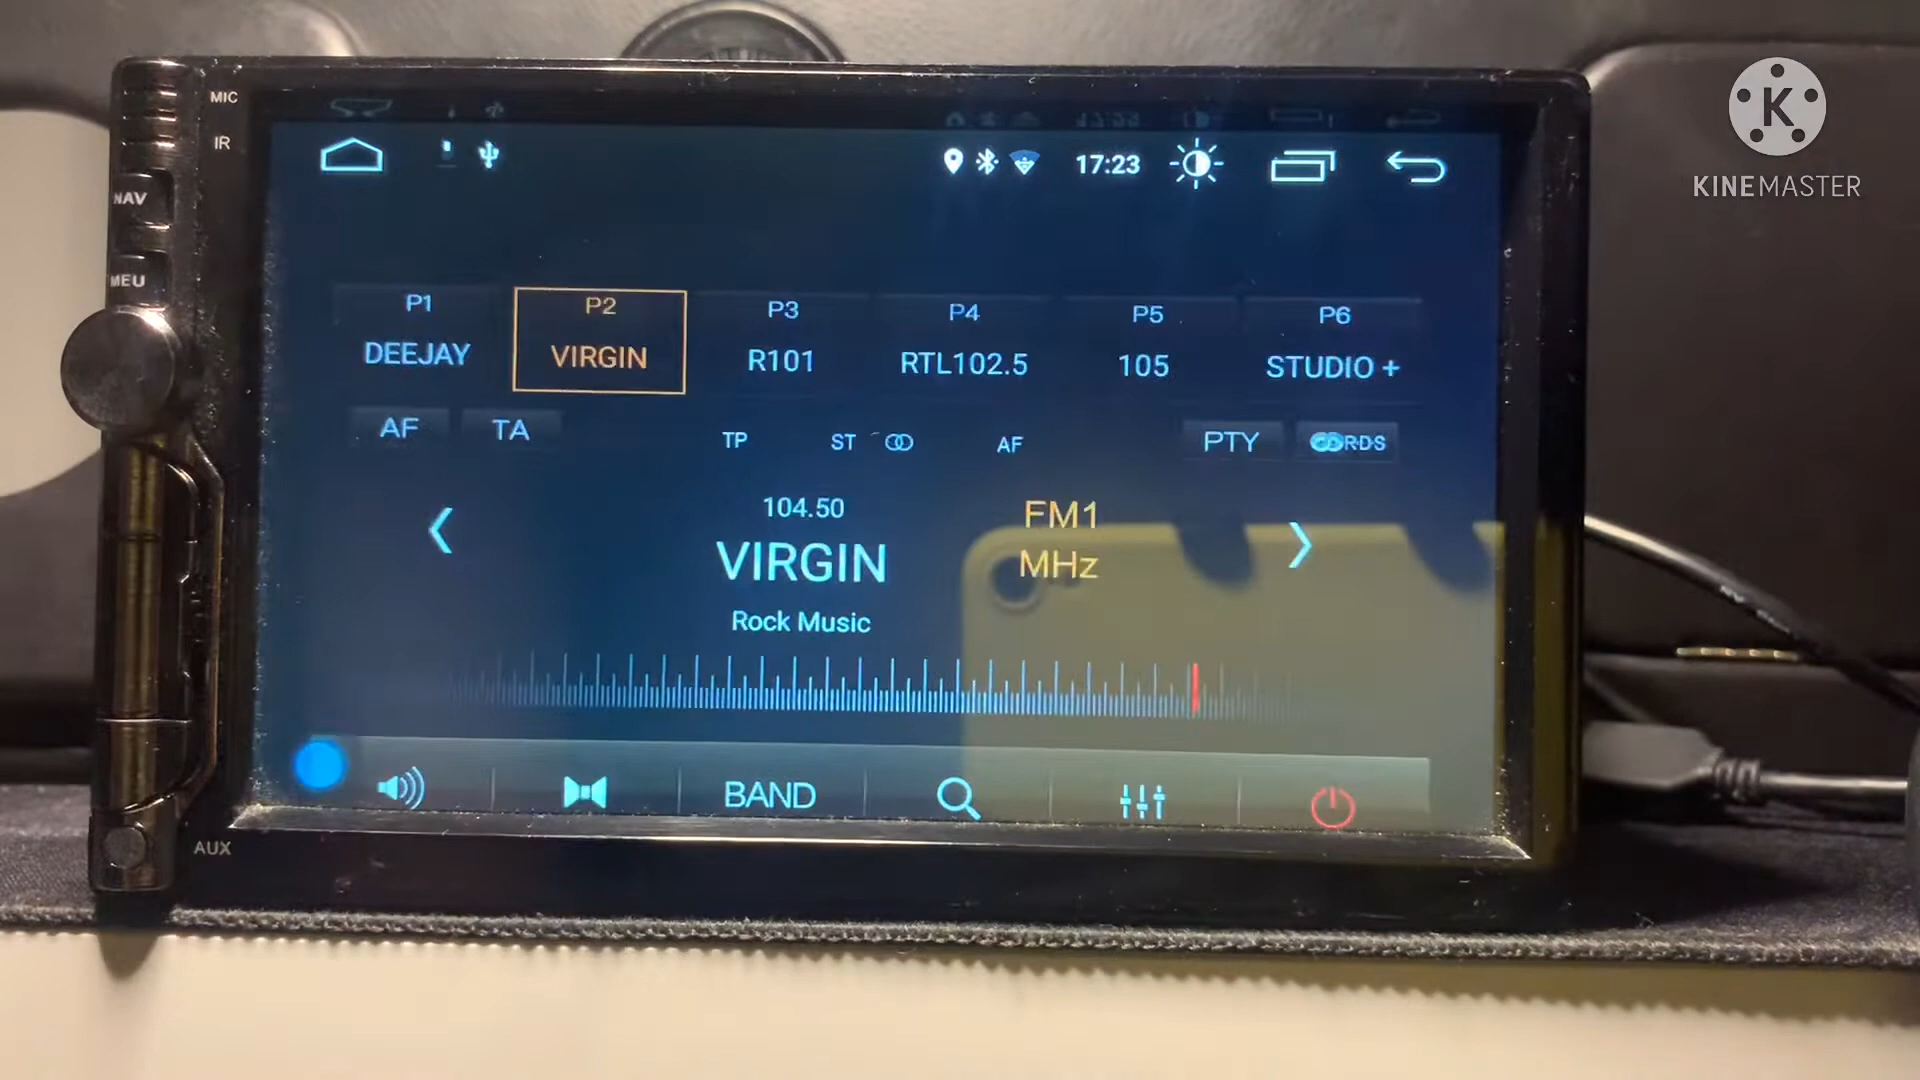 MIC
IR
NAV
MEU
17:23
K
KINEMASTER
P1 P2 P3 P4 P5 P6
DEEJAY VIRGIN R101 RTL102.5 105 STUDIO +
AF TA TP ST AF PTY RDS
104.50 FM1
VIRGIN MHz
Rock Music
BAND
AUX